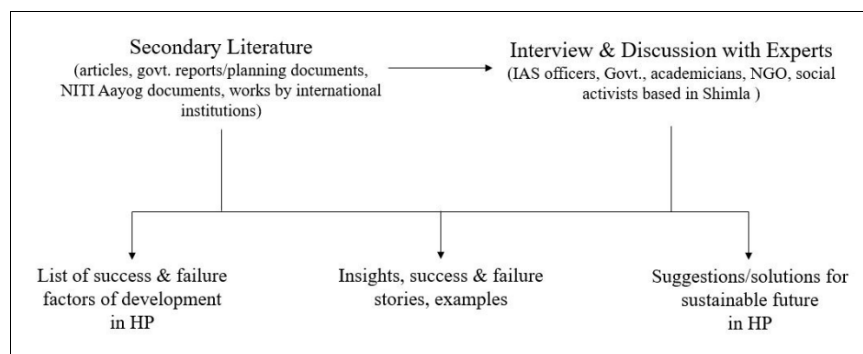 Secondary Literature
(articles, govt. reports/planning documents,
NITI Aayog documents, works by international
institutions)
Interview & Discussion with Experts
(IAS officers, Govt., academicians, NGO, social
activists based in Shimla )
List of success & failure
factors of development
in HP
Insights, success & failure
stories, examples
Suggestions/solutions for
sustainable future
in HP